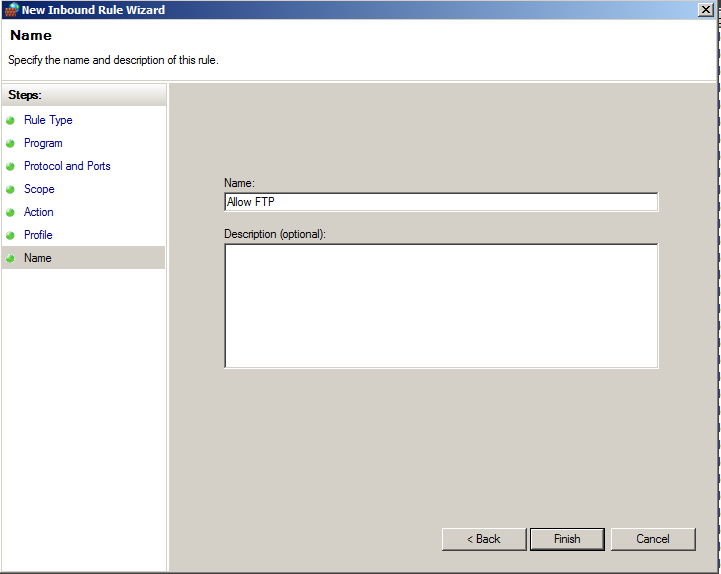 New Inbound Rule Wizard
Name
Specify the name and description of this rule.
Steps:
Rule Type
Program
Protocol and Ports
Scope
Action
Profile
Name
Name:
Allow FTP
Description (optional):
< Back
Finish
Cancel